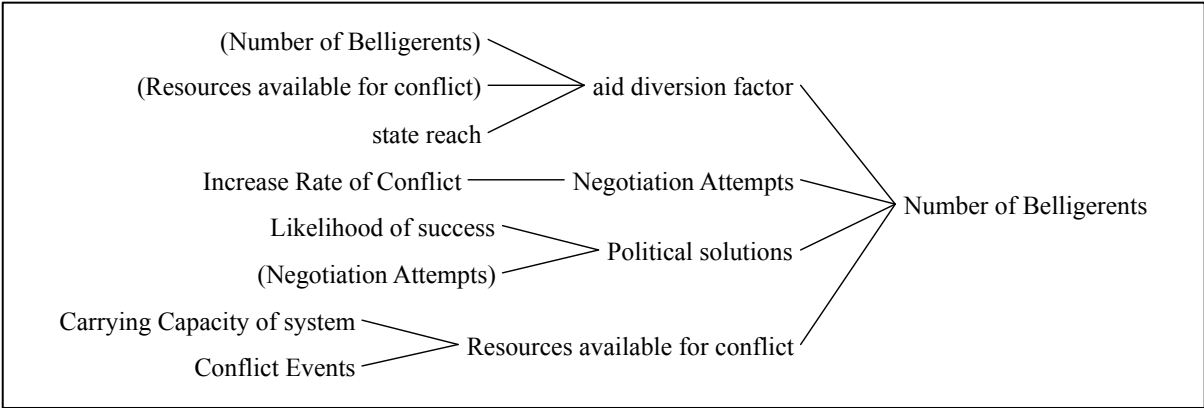 (Number of Belligerents)
(Resources available for conflict)
aid diversion factor
state reach
Increase Rate of Conflict
Negotiation Attempts
Number of Belligerents
Likelihood of success
Political solutions
(Negotiation Attempts)
Carrying Capacity of system
Resources available for conflict
Conflict Events